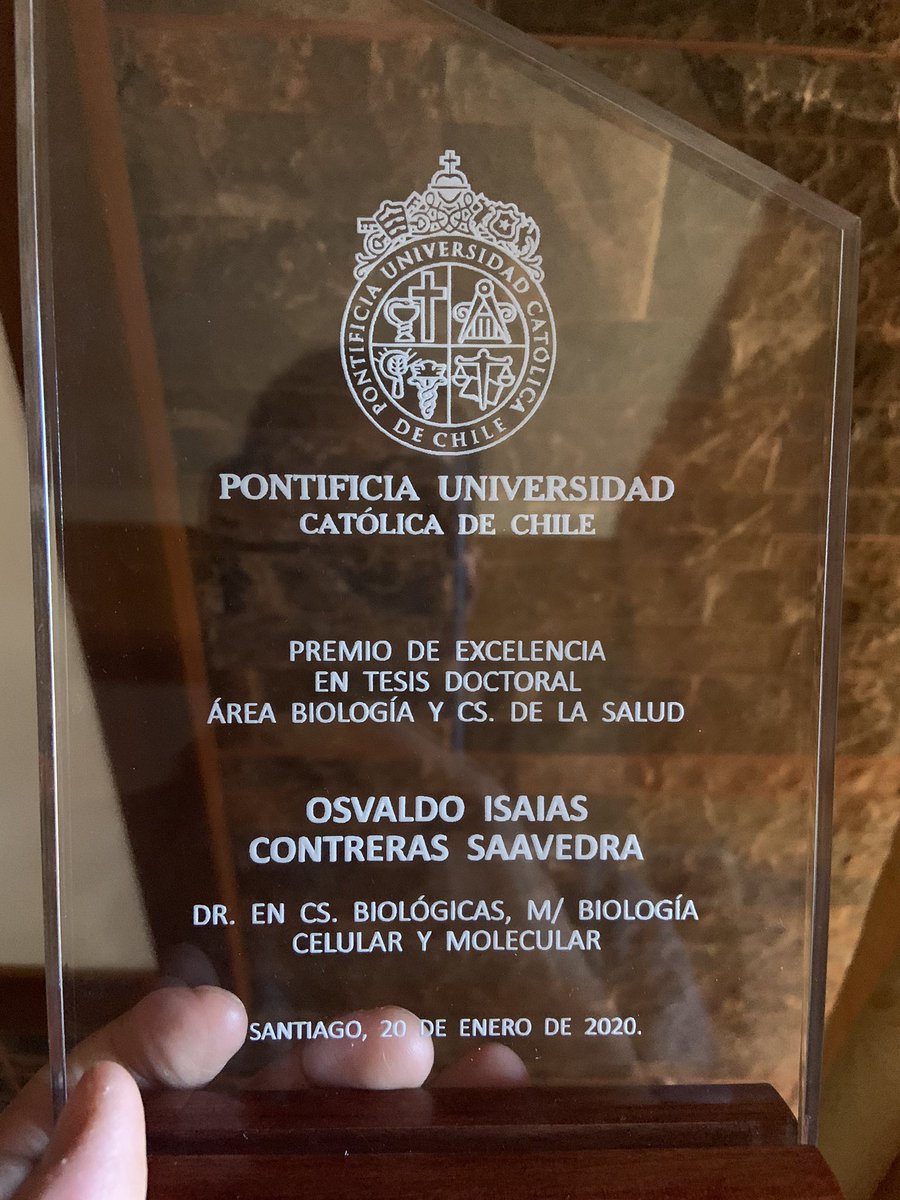 PONTIFICIA UNIVERSIDAD CATÓLICA DE CHILE
PONTIFICIA UNIVERSIDAD
CATÓLICA DE CHILE
PREMIO DE EXCELENCIA
EN TESIS DOCTORAL
ÁREA BIOLOGÍA Y CS. DE LA SALUD
OSVALDO ISAIAS
CONTRERAS SAAVEDRA
DR. EN CS. BIOLÓGICAS, M/ BIOLOGÍA
CELULAR Y MOLECULAR
SANTIAGO, 20 DE ENERO DE 2020.